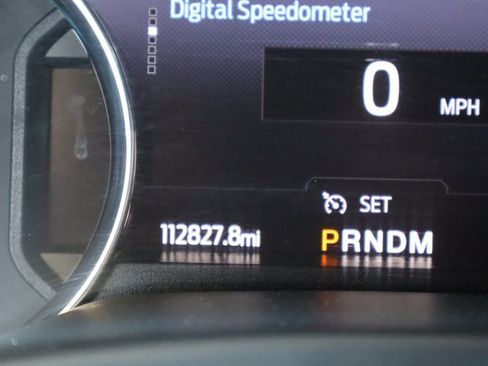 Digital Speedometer
0 MPH
SET
112827.8mi PRNDM